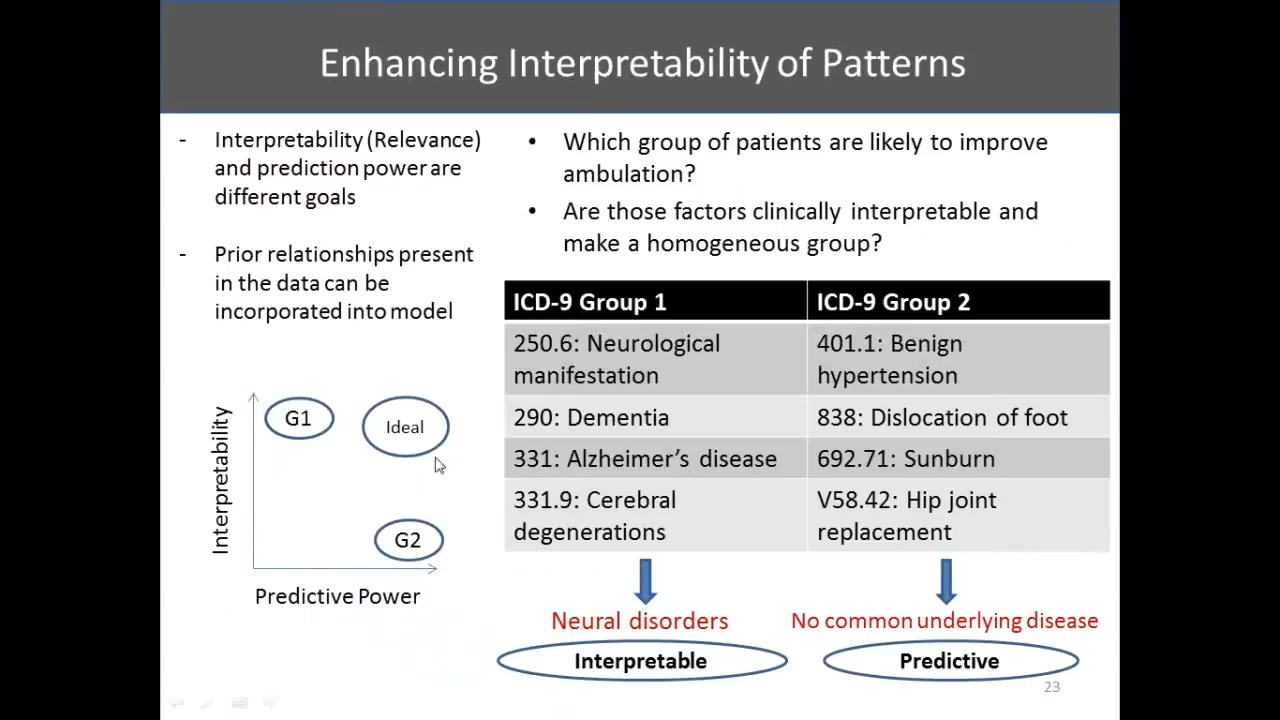 Enhancing Interpretability of Patterns
- Interpretability (Relevance)
and prediction power are
different goals
- Prior relationships present
in the data can be
incorporated into model
Interpretability
G1
Ideal
G2
Predictive Power
• Which group of patients are likely to improve
ambulation?
• Are those factors clinically interpretable and
make a homogeneous group?
ICD-9 Group 1
ICD-9 Group 2
250.6: Neurological
manifestation
401.1: Benign
hypertension
290: Dementia
838: Dislocation of foot
331: Alzheimer’s disease
692.71: Sunburn
331.9: Cerebral
degenerations
V58.42: Hip joint
replacement
Neural disorders
No common underlying disease
Interpretable
Predictive
23